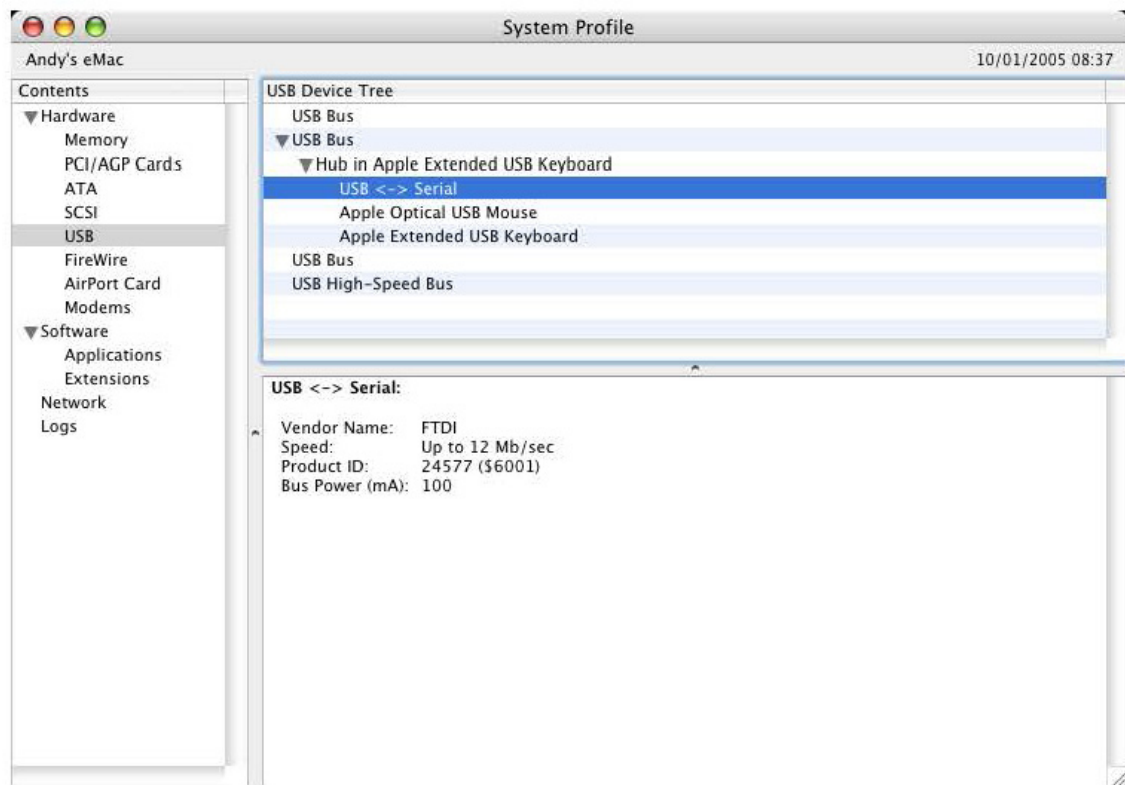 System Profile
Andy's eMac
10/01/2005 08:37
Contents
Hardware
Memory
PCI/AGP Cards
ATA
SCSI
USB
FireWire
AirPort Card
Modems
Software
Applications
Extensions
Network
Logs
USB Device Tree
USB Bus
USB Bus
Hub in Apple Extended USB Keyboard
USB <-> Serial
Apple Optical USB Mouse
Apple Extended USB Keyboard
USB Bus
USB High-Speed Bus
USB <-> Serial:
Vendor Name: FTDI
Speed: Up to 12 Mb/sec
Product ID: 24577 ($6001)
Bus Power (mA): 100